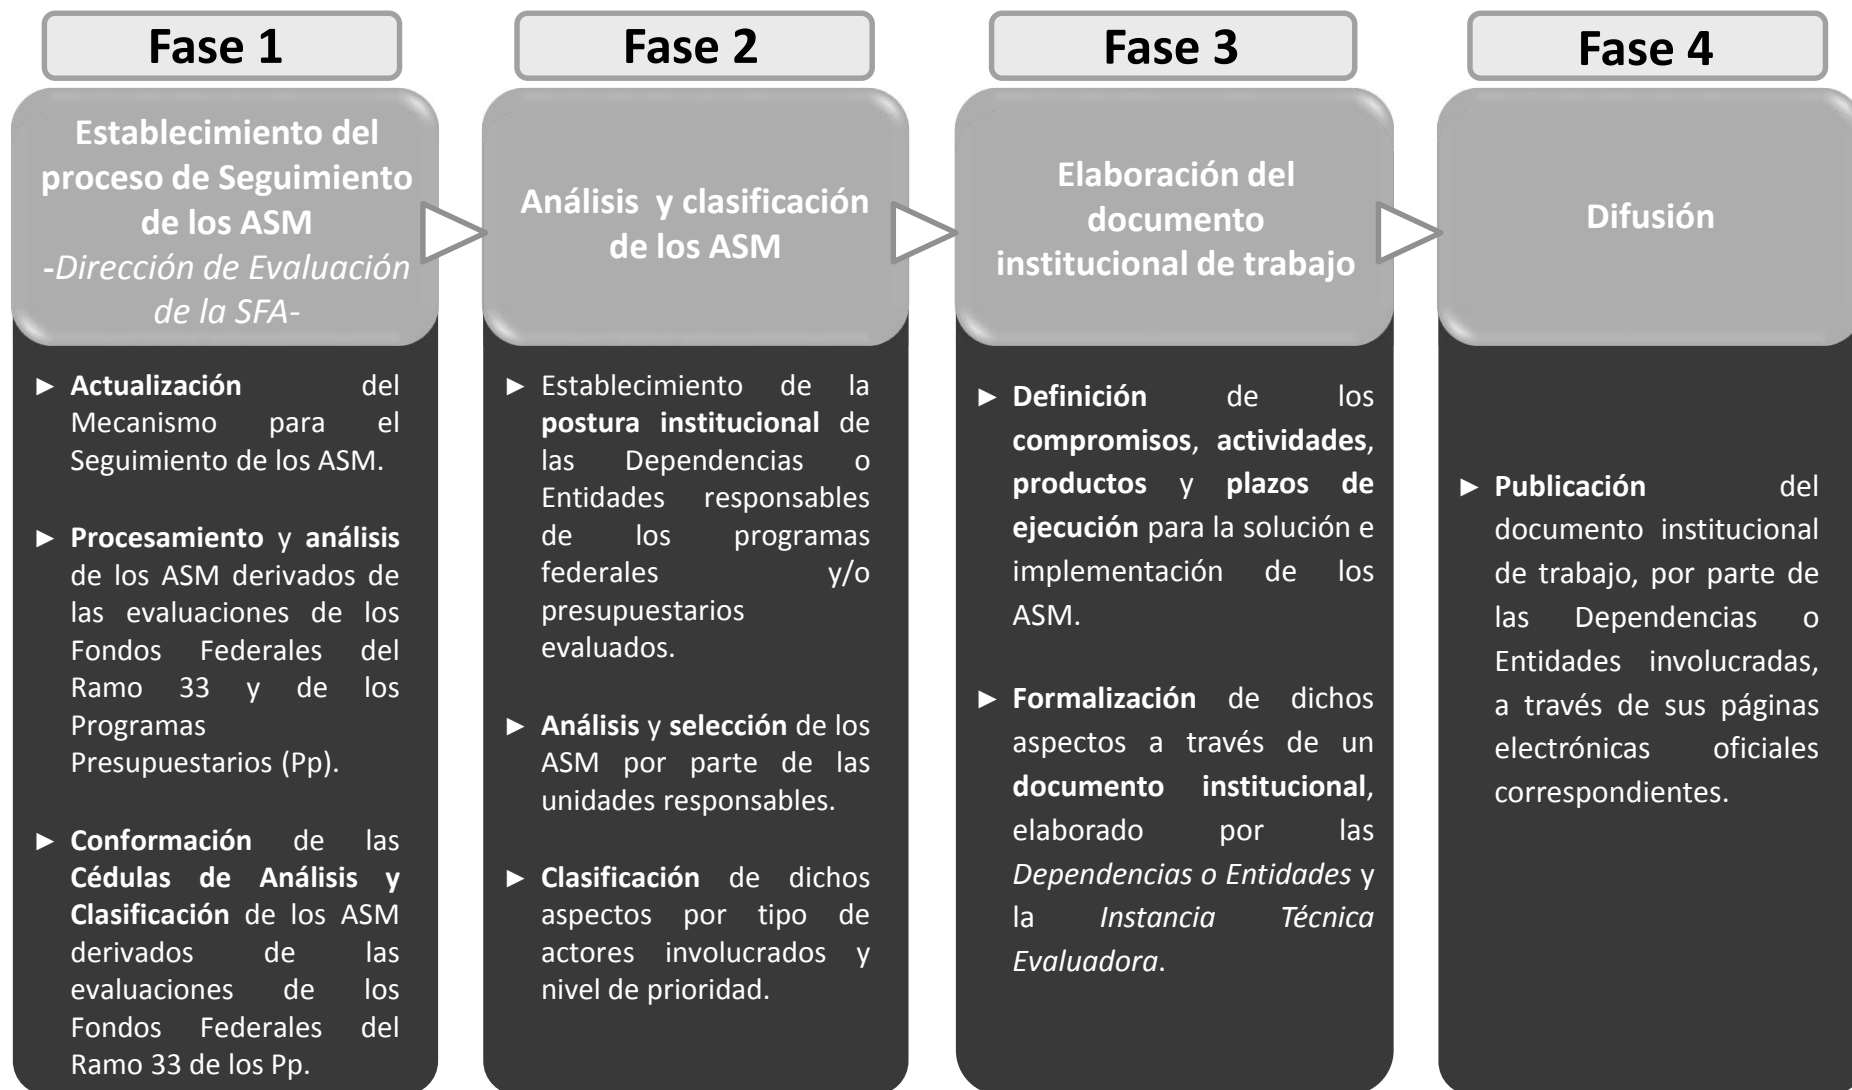 Fase 1
Establecimiento del
proceso de Seguimiento
de los ASM
-Dirección de Evaluación
de la SFA-
► Actualización del
Mecanismo para el
Seguimiento de los ASM.
► Procesamiento y análisis
de los ASM derivados de
las evaluaciones de los
Fondos Federales del
Ramo 33 y de los
Programas
Presupuestarios (Pp).
► Conformación de las
Cédulas de Análisis y
Clasificación de los ASM
derivados de las
evaluaciones de los
Fondos Federales del
Ramo 33 de los Pp.
Fase 2
Análisis y clasificación
de los ASM
► Establecimiento de la
postura institucional de
las Dependencias o
Entidades responsables
de los programas
federales y/o
presupuestarios
evaluados.
► Análisis y selección de los
ASM por parte de las
unidades responsables.
► Clasificación de dichos
aspectos por tipo de
actores involucrados y
nivel de prioridad.
Fase 3
Elaboración del
documento
institucional de trabajo
► Definición de los
compromisos, actividades,
productos y plazos de
ejecución para la solución e
implementación de los
ASM.
► Formalización de dichos
aspectos a través de un
documento institucional,
elaborado por las
Dependencias o Entidades y
la Instancia Técnica
Evaluadora.
Fase 4
Difusión
► Publicación del
documento institucional
de trabajo, por parte de
las Dependencias o
Entidades involucradas,
a través de sus páginas
electrónicas oficiales
correspondientes.